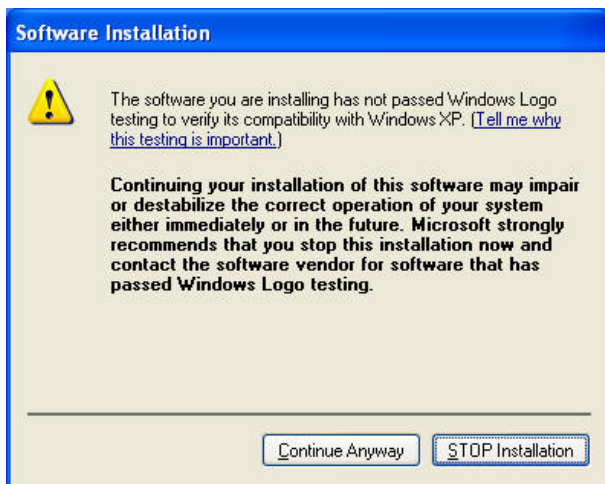 Software Installation
The software you are installing has not passed Windows Logo
testing to verify its compatibility with Windows XP. (Tell me why
this testing is important.)
Continuing your installation of this software may impair
or destabilize the correct operation of your system
either immediately or in the future. Microsoft strongly
recommends that you stop this installation now and
contact the software vendor for software that has
passed Windows Logo testing.
Continue Anyway STOP Installation